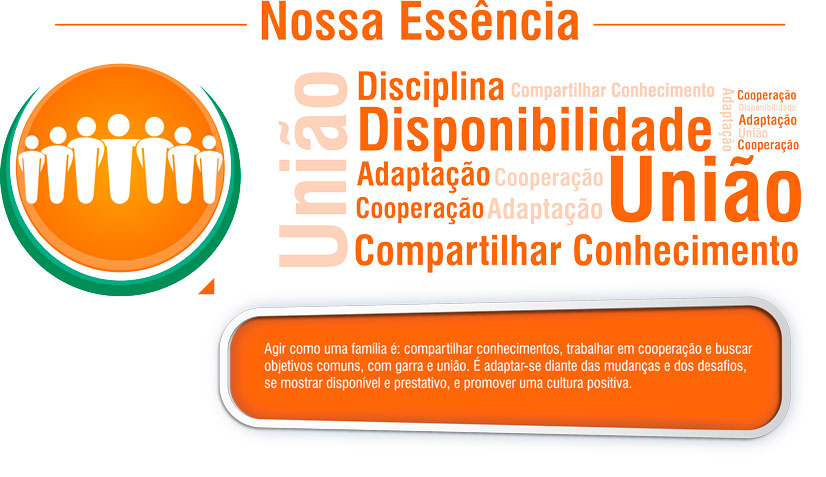 Nossa Essência
União
Disciplina
Compartilhar Conhecimento
Disponibilidade
Adaptação
Cooperação
Disponibilidade
Adaptação
União
Cooperação
Adaptação
Cooperação
União
Cooperação
Adaptação
Compartilhar Conhecimento
Agir como uma família é: compartilhar conhecimentos, trabalhar em cooperação e buscar
objetivos comuns, com garra e união. É adaptar-se diante das mudanças e dos desafios,
se mostrar disponível e prestativo, e promover uma cultura positiva.